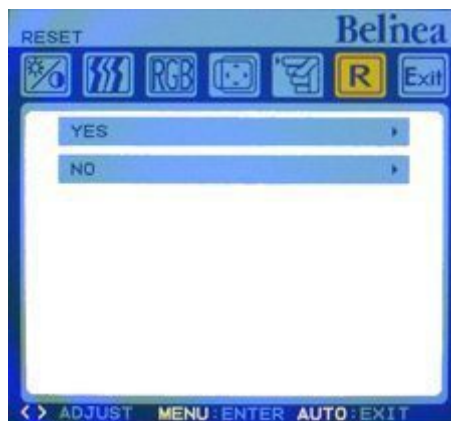 RESET Belinea
RGB R Exit
YES
NO
< > ADJUST MENU:ENTER AUTO:EXIT